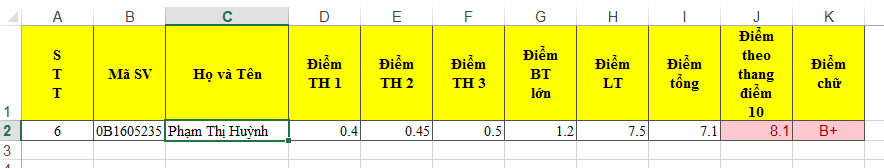 A B C D E F G H I J K
1 S T T Mã SV Họ và Tên Điểm TH 1 Điểm TH 2 Điểm TH 3 Điểm BT lớn Điểm LT Điểm tổng Điểm theo thang điểm 10 Điểm chữ
2 6 0B1605235 Phạm Thị Huỳnh 0.4 0.45 0.5 1.2 7.5 7.1 8.1 B+
3